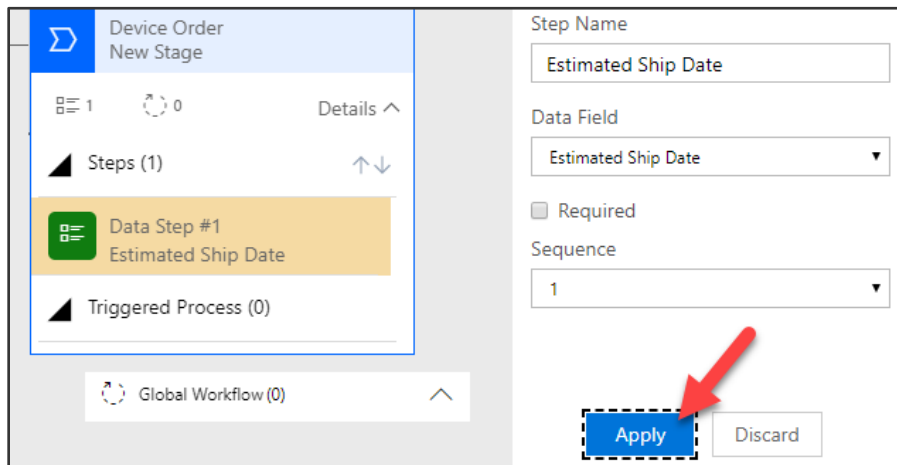 Device Order
New Stage
1
0
Details
Steps (1)
Data Step #1
Estimated Ship Date
Triggered Process (0)
Global Workflow (0)
Step Name
Estimated Ship Date
Data Field
Estimated Ship Date
Required
Sequence
1
Apply
Discard